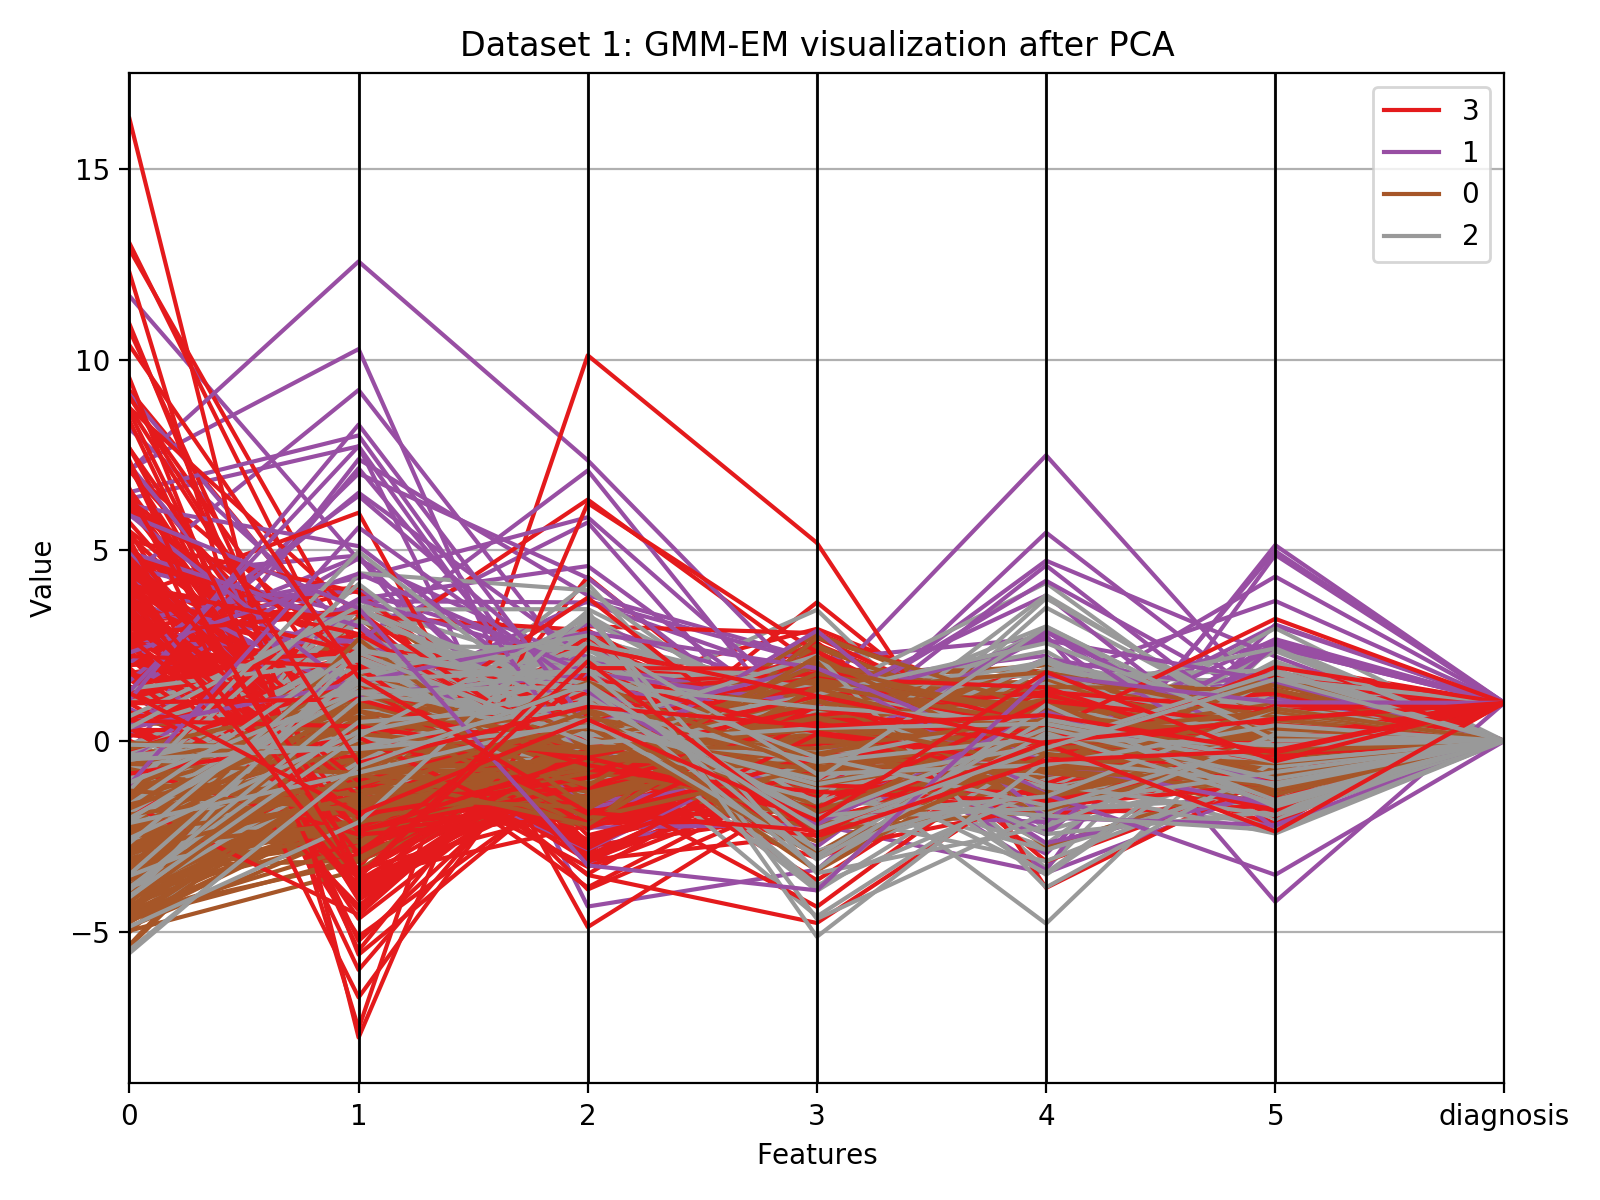 Dataset 1: GMM-EM visualization after PCA
3
1
0
2
15
10
5
0
−5
Value
0 1 2 3 4 5 diagnosis
Features